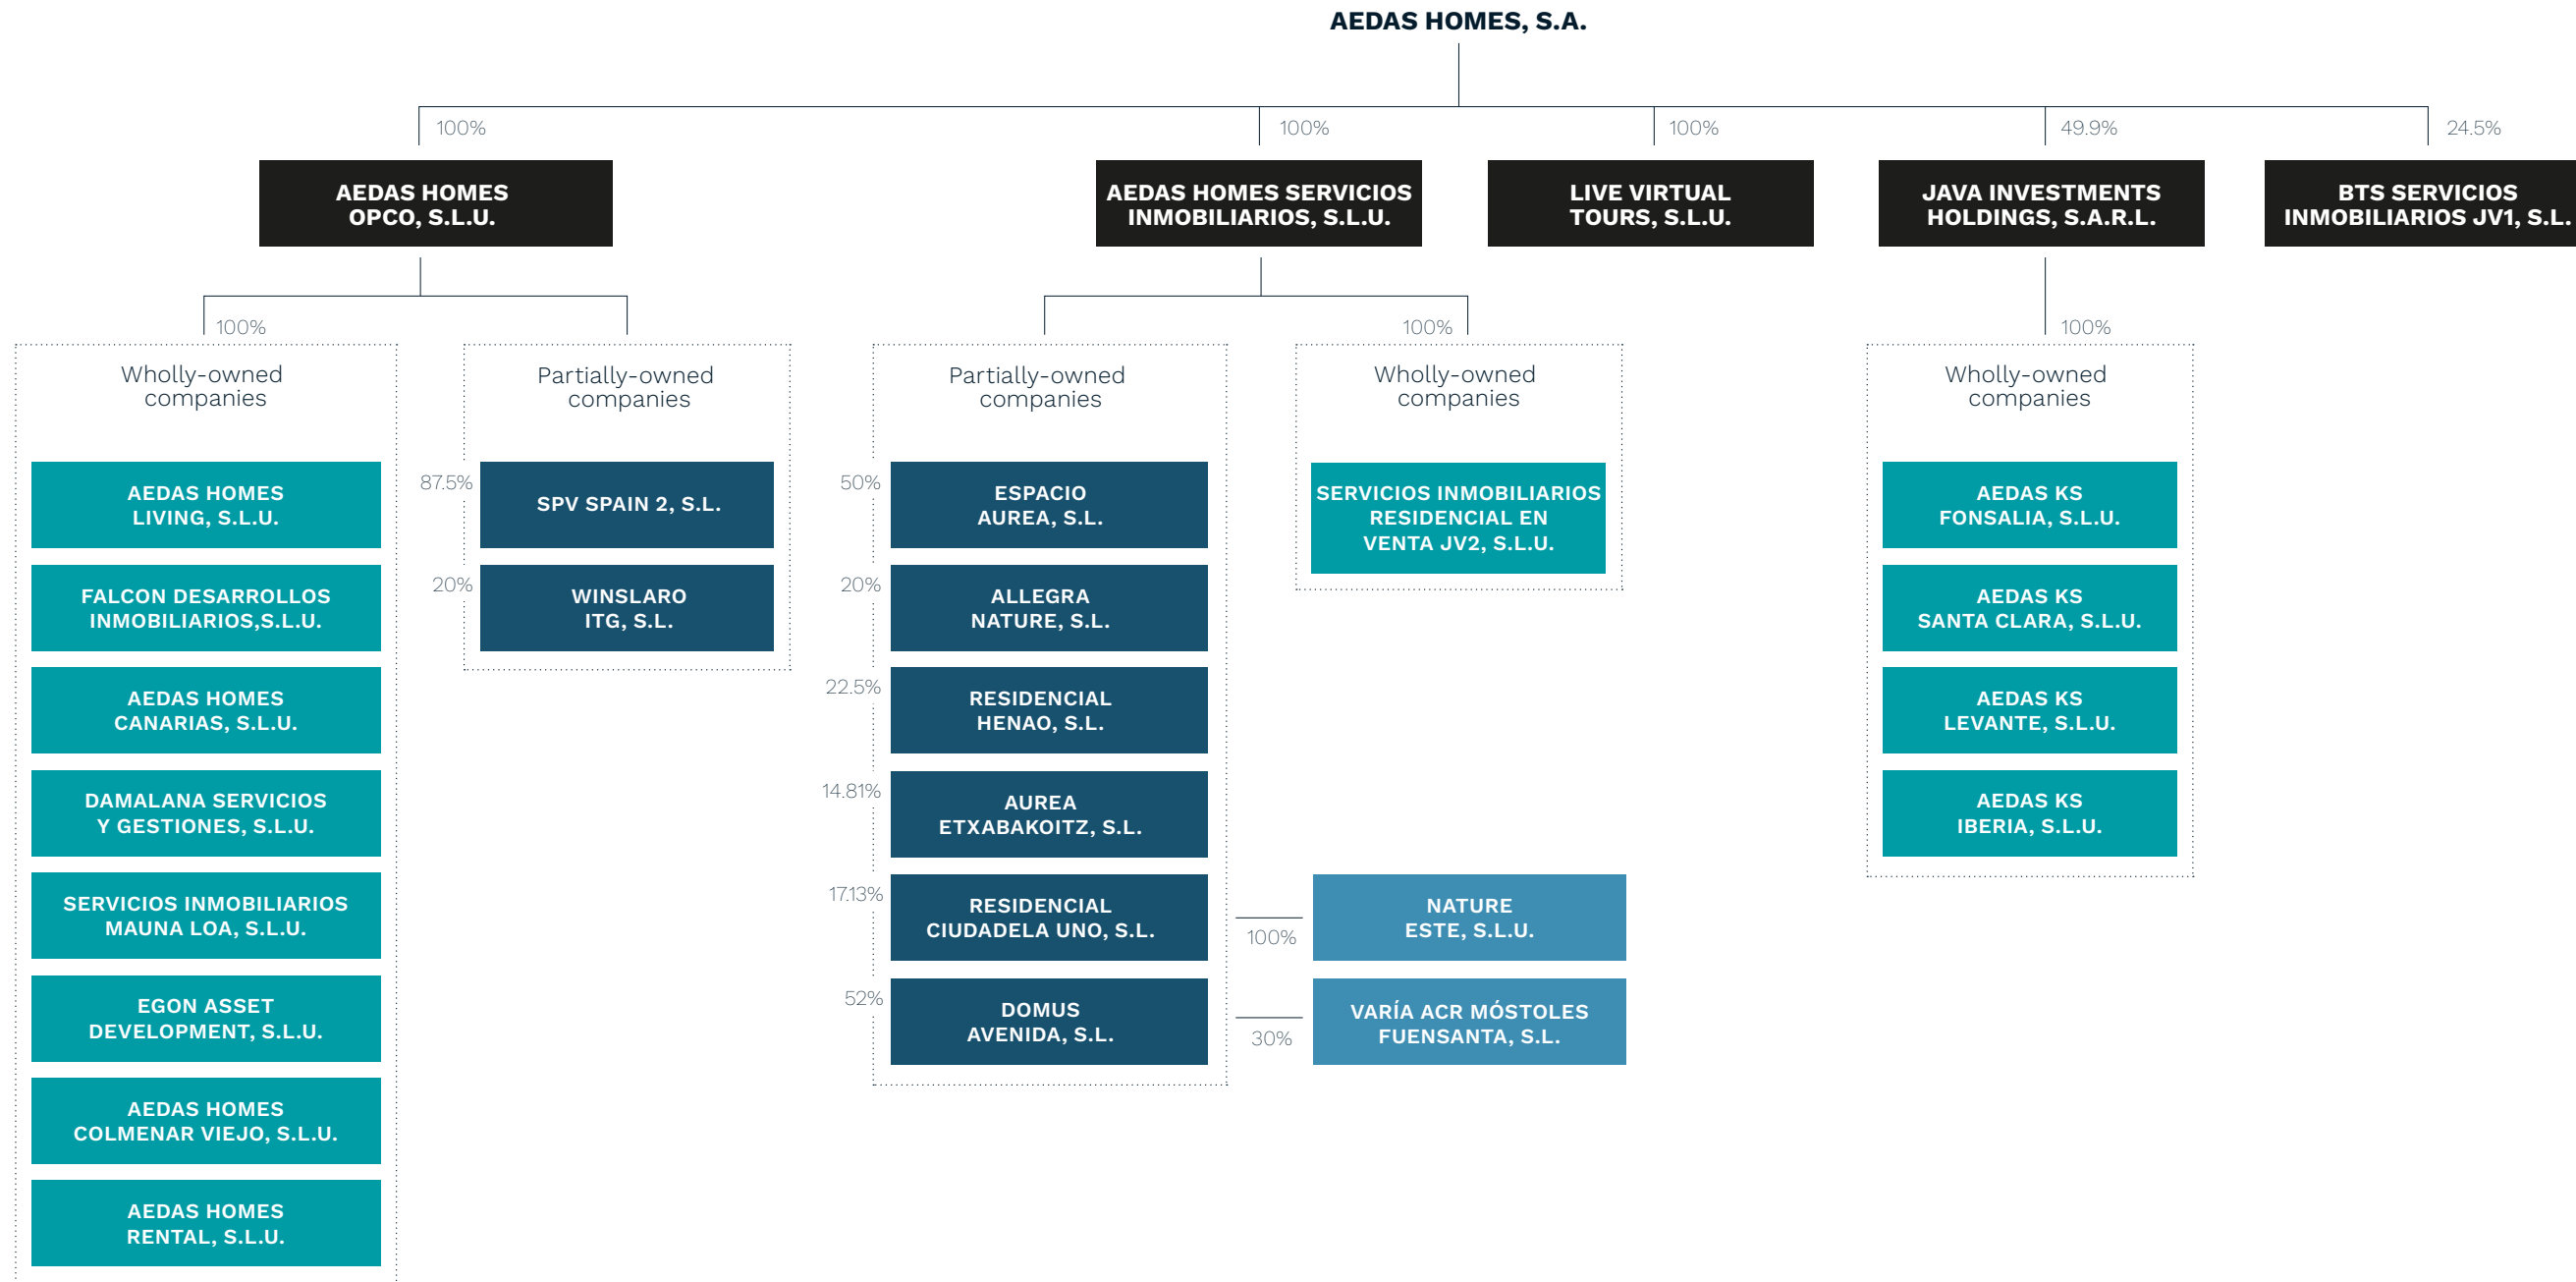 AEDAS HOMES, S.A.
100%
100%
100%
49.9%
24.5%
AEDAS HOMES
OPCO, S.L.U.
AEDAS HOMES SERVICIOS
INMOBILIARIOS, S.L.U.
LIVE VIRTUAL
TOURS, S.L.U.
JAVA INVESTMENTS
HOLDINGS, S.A.R.L.
BTS SERVICIOS
INMOBILIARIOS JV1, S.L.
100%
100%
100%
Wholly-owned
companies
AEDAS HOMES
LIVING, S.L.U.
FALCON DESARROLLOS
INMOBILIARIOS,S.L.U.
AEDAS HOMES
CANARIAS, S.L.U.
DAMALANA SERVICIOS
Y GESTIONES, S.L.U.
SERVICIOS INMOBILIARIOS
MAUNA LOA, S.L.U.
EGON ASSET
DEVELOPMENT, S.L.U.
AEDAS HOMES
COLMENAR VIEJO, S.L.U.
AEDAS HOMES
RENTAL, S.L.U.
Partially-owned
companies
87.5%
SPV SPAIN 2, S.L.
20%
WINSLARO
ITG, S.L.
Partially-owned
companies
50%
ESPACIO
AUREA, S.L.
20%
ALLEGRA
NATURE, S.L.
22.5%
RESIDENCIAL
HENAO, S.L.
14.81%
AUREA
ETXABAKOITZ, S.L.
17.13%
RESIDENCIAL
CIUDADELA UNO, S.L.
100%
NATURE
ESTE, S.L.U.
52%
DOMUS
AVENIDA, S.L.
30%
VARÍA ACR MÓSTOLES
FUENSANTA, S.L.
Wholly-owned
companies
SERVICIOS INMOBILIARIOS
RESIDENCIAL EN
VENTA JV2, S.L.U.
Wholly-owned
companies
AEDAS KS
FONSALIA, S.L.U.
AEDAS KS
SANTA CLARA, S.L.U.
AEDAS KS
LEVANTE, S.L.U.
AEDAS KS
IBERIA, S.L.U.